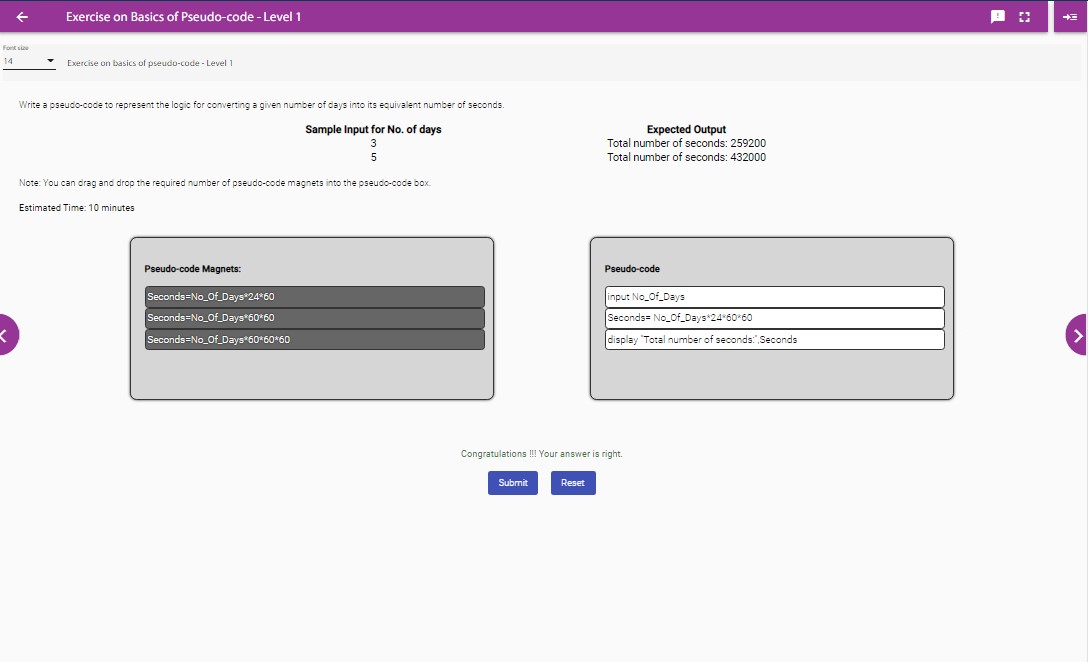 Exercise on Basics of Pseudo-code - Level 1
Font size
14
Exercise on basics of pseudo-code - Level 1
Write a pseudo-code to represent the logic for converting a given number of days into its equivalent number of seconds.
Sample Input for No. of days Expected Output
3 Total number of seconds: 259200
5 Total number of seconds: 432000
Note: You can drag and drop the required number of pseudo-code magnets into the pseudo-code box.
Estimated Time: 10 minutes
Pseudo-code Magnets:
Seconds=No_Of_Days*24*60
Seconds=No_Of_Days*60*60
Seconds=No_Of_Days*60*60*60
Pseudo-code
input No_Of_Days
Seconds= No_Of_Days*24*60*60
display "Total number of seconds:",Seconds
Congratulations !!! Your answer is right.
Submit Reset